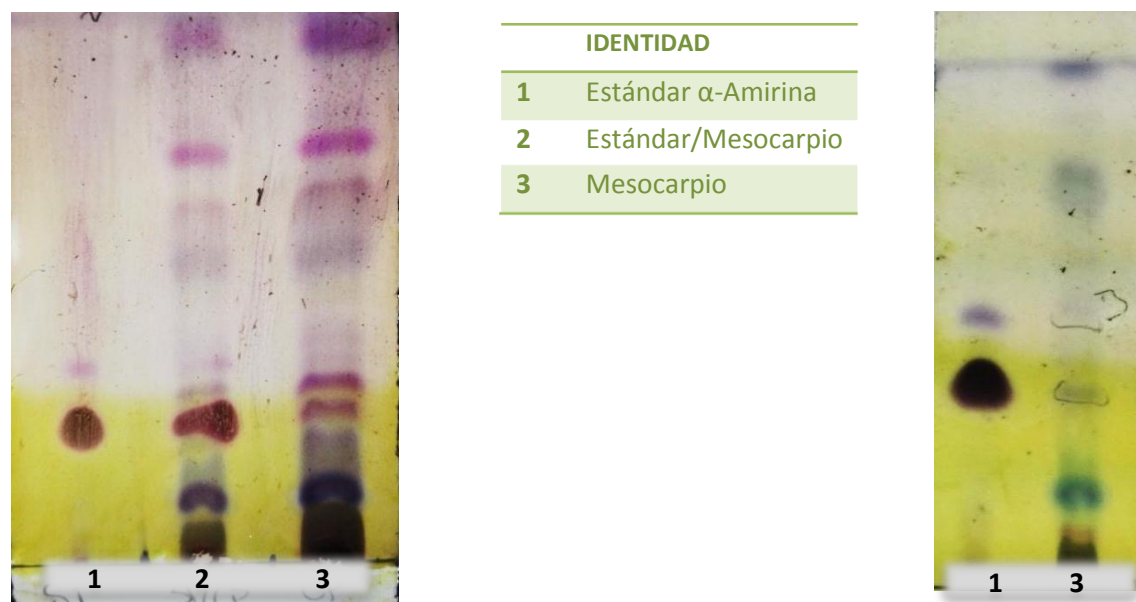 IDENTIDAD
1 Estándar α-Amirina
2 Estándar/Mesocarpio
3 Mesocarpio
1 2 3
1 3